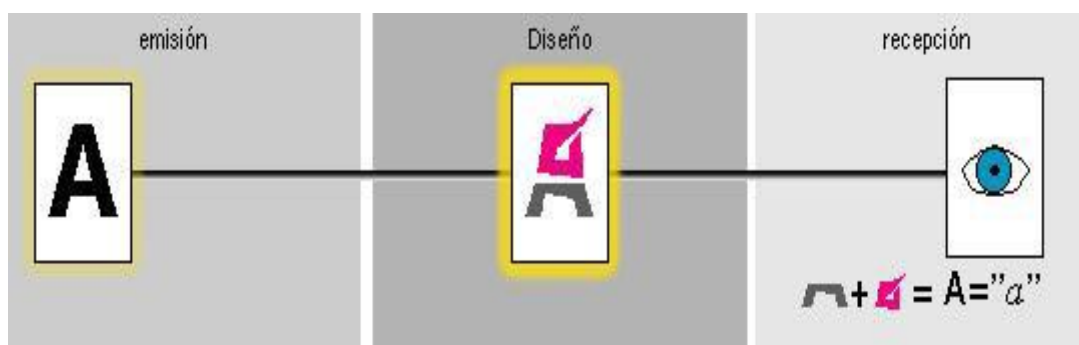 emisión
Diseño
recepción
A
+ = A="a"